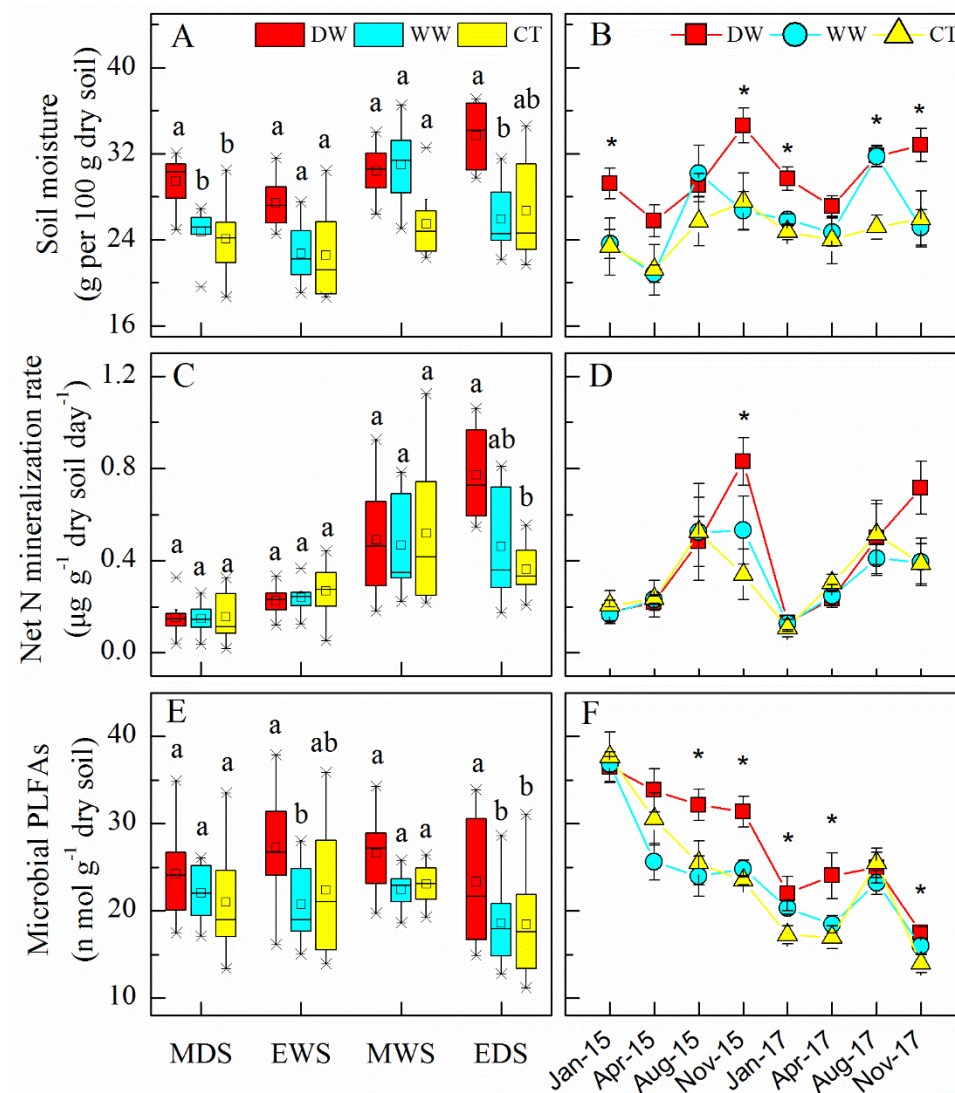 A
DW WW CT
B
DW WW CT
Soil moisture
(g per 100 g dry soil)
40
32
24
16
a b b
a a a
a a a
a b ab
* * * * *
C
D
Net N mineralization rate
(µg g⁻¹ dry soil day⁻¹)
1.2
0.8
0.4
0.0
a a a
a a a
a a a
a ab b
*
E
F
Microbial PLFAs
(n mol g⁻¹ dry soil)
40
30
20
10
a a a
a b ab
a a a
a b b
* * * * *
MDS EWS MWS EDS
Jan-15 Apr-15 Aug-15 Nov-15 Jan-17 Apr-17 Aug-17 Nov-17